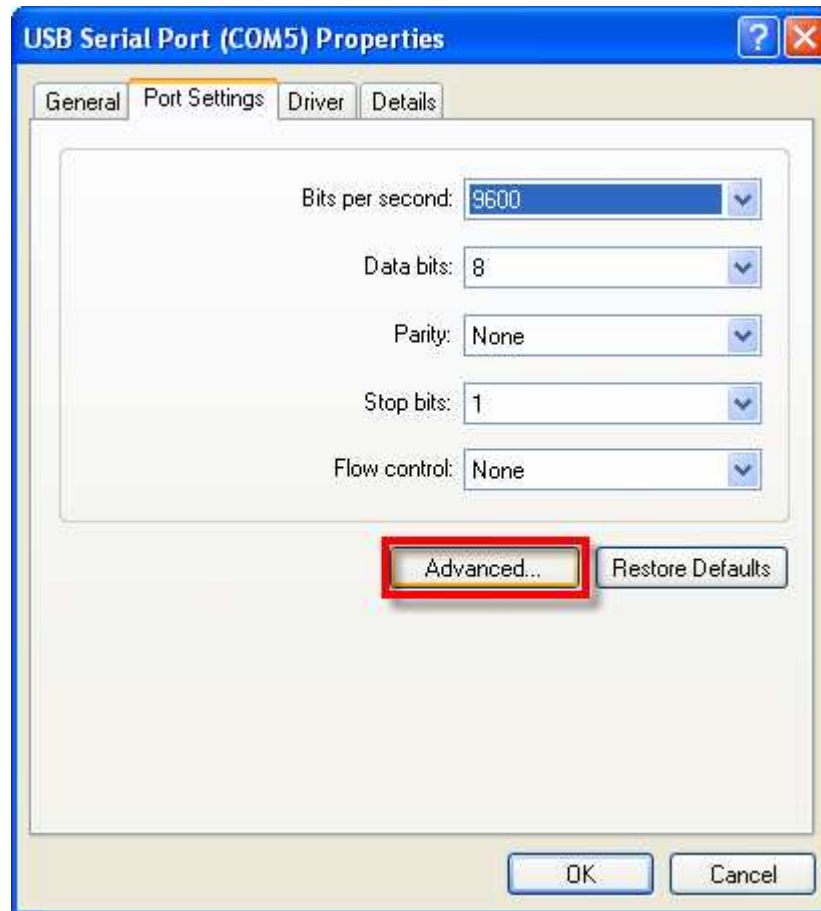 USB Serial Port (COM5) Properties
General Port Settings Driver Details
Bits per second: 9600
Data bits: 8
Parity: None
Stop bits: 1
Flow control: None
Advanced... Restore Defaults
OK Cancel